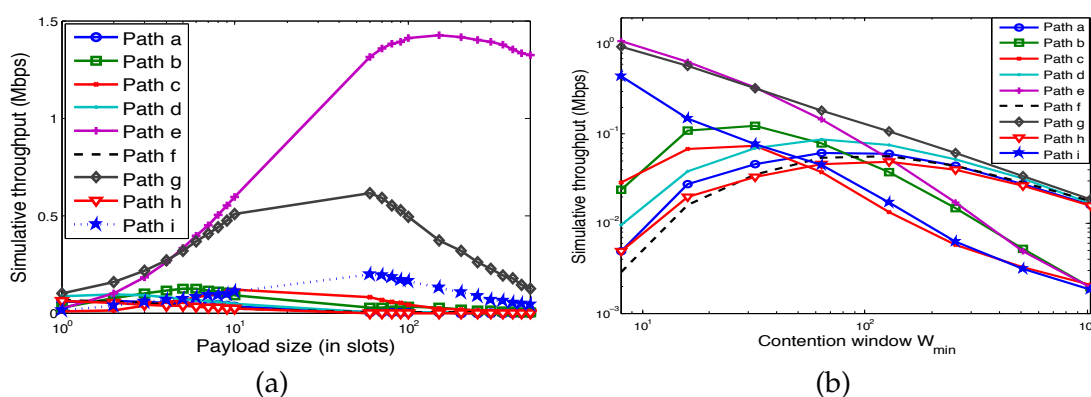 1.5
1
0.5
0
10^0
10^1
10^2
Simulative throughput (Mbps)
Payload size (in slots)
Path a
Path b
Path c
Path d
Path e
Path f
Path g
Path h
Path i
(a)
10^0
10^-1
10^-2
10^-3
10^1
10^2
10^3
Simulative throughput (Mbps)
Contention window W_min
Path a
Path b
Path c
Path d
Path e
Path f
Path g
Path h
Path i
(b)